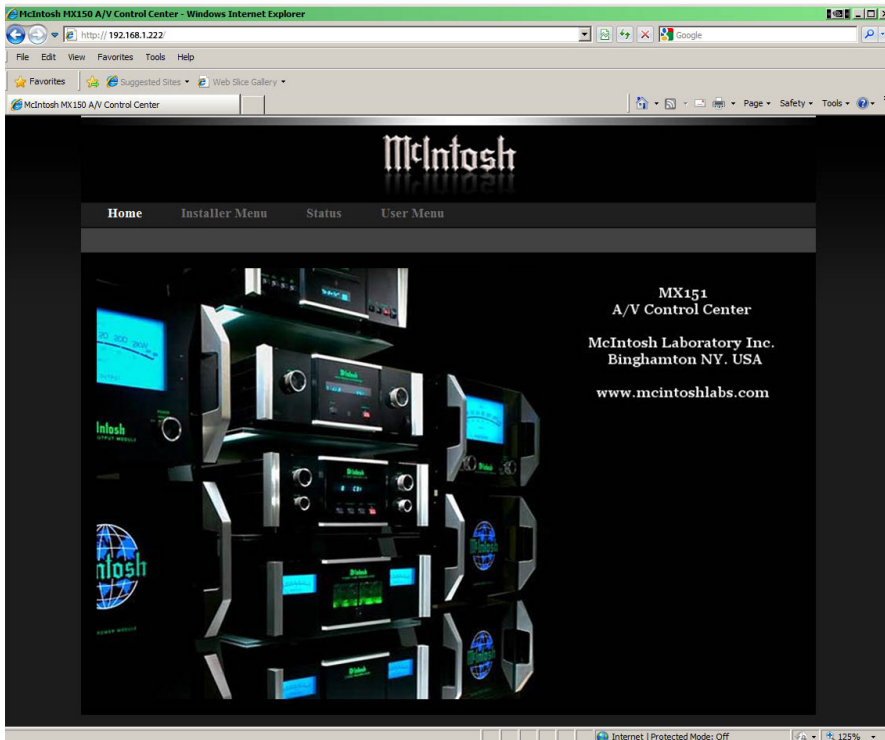 McIntosh MX150 A/V Control Center - Windows Internet Explorer
http://192.168.1.222/
Google
File Edit View Favorites Tools Help
Favorites Suggested Sites Web Slice Gallery
McIntosh MX150 A/V Control Center
Page Safety Tools
McIntosh
Home Installer Menu Status User Menu
MX151
A/V Control Center
McIntosh Laboratory Inc.
Binghamton NY. USA
www.mcintoshlabs.com
Internet | Protected Mode: Off 125%